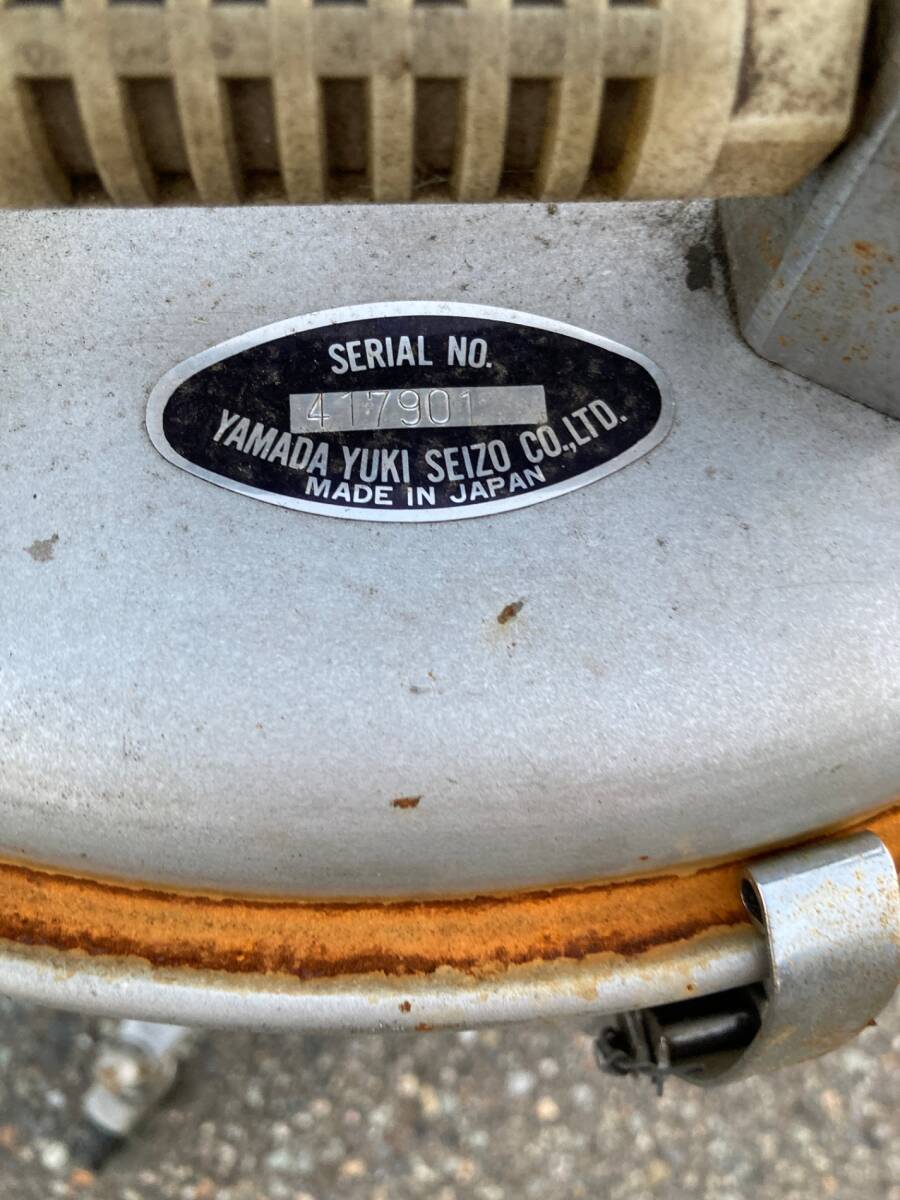 SERIAL NO.
417901
YAMADA YUKI SEIZO CO.,LTD.
MADE IN JAPAN